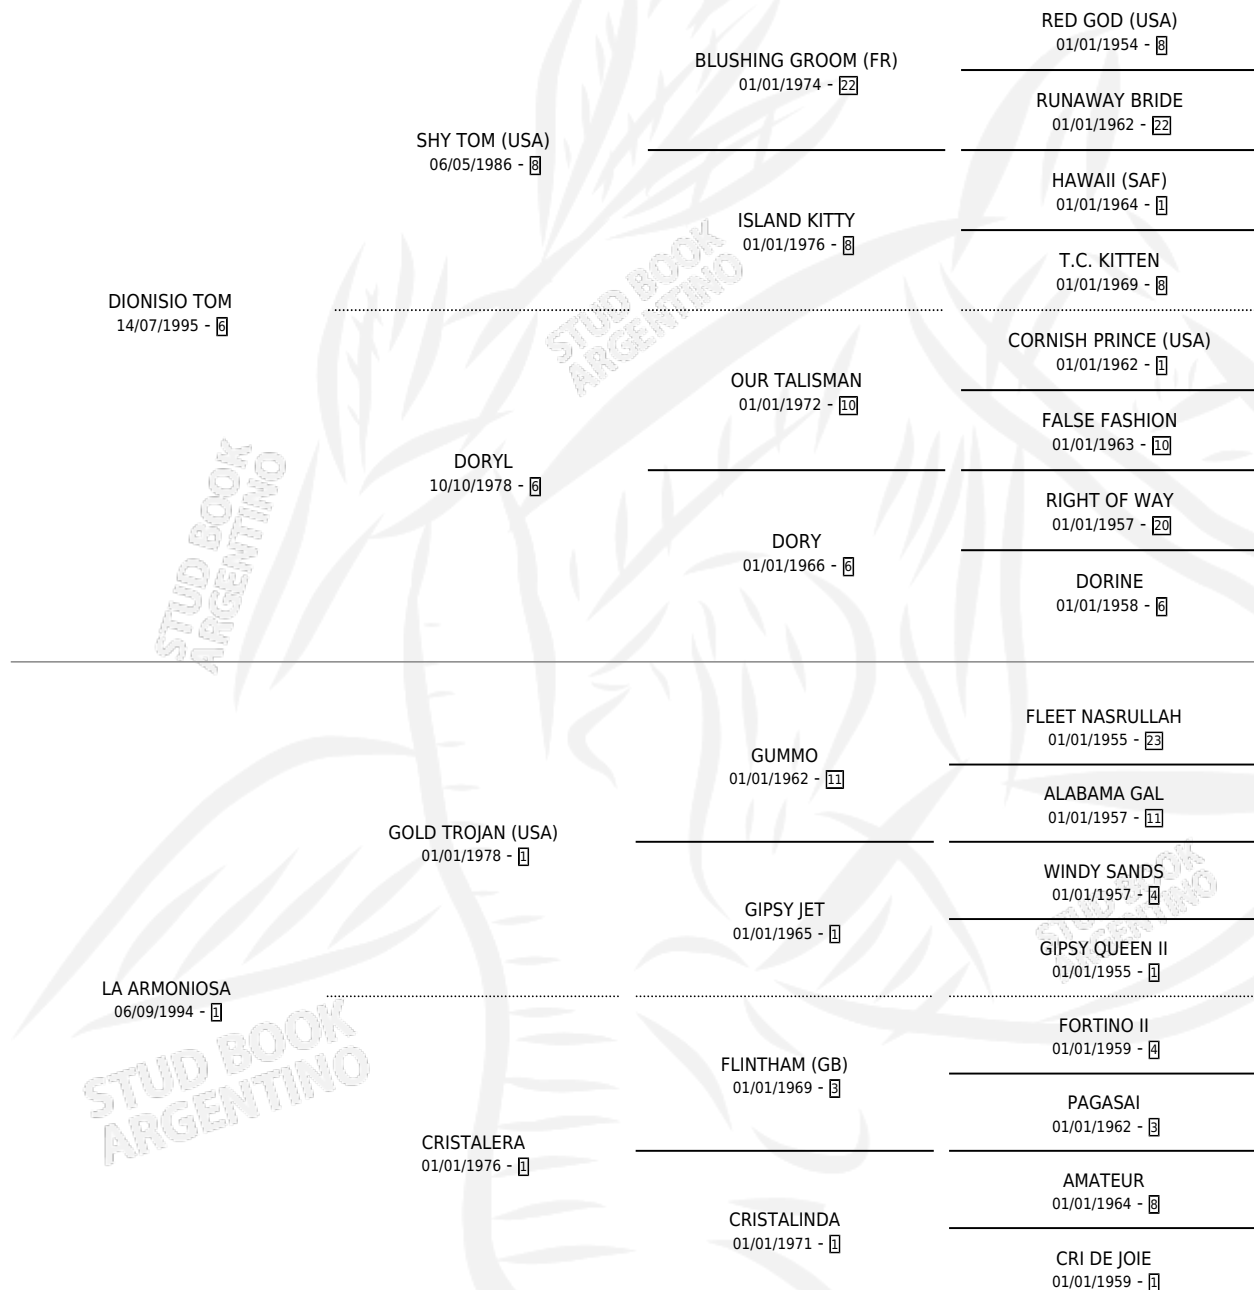 RED GOD (USA)
01/01/1954 - 8
BLUSHING GROOM (FR)
01/01/1974 - 22
RUNAWAY BRIDE
01/01/1962 - 22
SHY TOM (USA)
06/05/1986 - 8
HAWAII (SAF)
01/01/1964 - 1
ISLAND KITTY
01/01/1976 - 8
T.C. KITTEN
01/01/1969 - 8
DIONISIO TOM
14/07/1995 - 6
CORNISH PRINCE (USA)
01/01/1962 - 1
OUR TALISMAN
01/01/1972 - 10
FALSE FASHION
01/01/1963 - 10
DORYL
10/10/1978 - 6
RIGHT OF WAY
01/01/1957 - 20
DORY
01/01/1966 - 6
DORINE
01/01/1958 - 6
FLEET NASRULLAH
01/01/1955 - 23
GUMMO
01/01/1962 - 11
ALABAMA GAL
01/01/1957 - 11
GOLD TROJAN (USA)
01/01/1978 - 1
WINDY SANDS
01/01/1957 - 4
GIPSY JET
01/01/1965 - 1
GIPSY QUEEN II
01/01/1955 - 1
LA ARMONIOSA
06/09/1994 - 1
FORTINO II
01/01/1959 - 4
FLINTHAM (GB)
01/01/1969 - 3
PAGASAI
01/01/1962 - 3
CRISTALERA
01/01/1976 - 1
AMATEUR
01/01/1964 - 8
CRISTALINDA
01/01/1971 - 1
CRI DE JOIE
01/01/1959 - 1
STUD BOOK
ARGENTINO
STUD BOOK
ARGENTINO
STUD BOOK
ARGENTINO
STUD BOOK
ARGENTINO